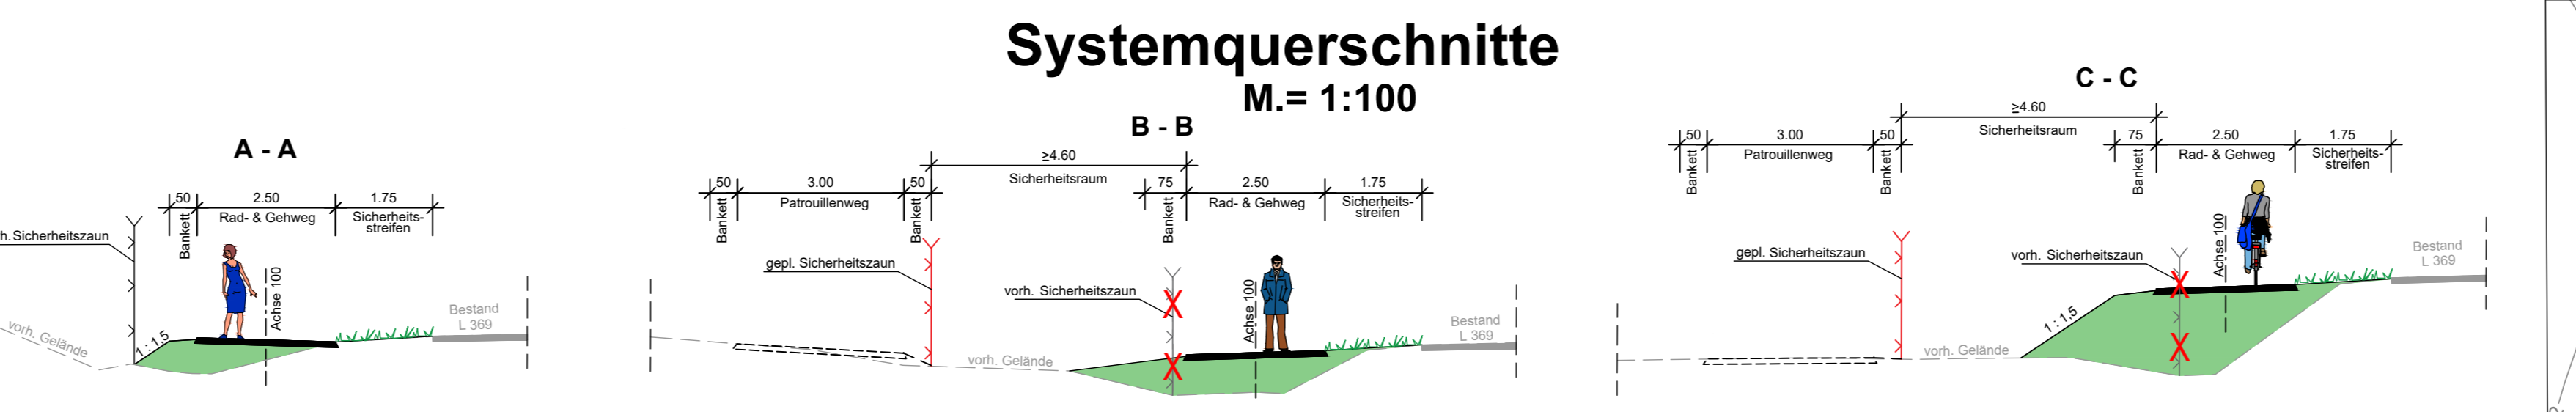 Systemquerschnitte
M.= 1:100
A - A
50
2.50
1.75
Bankett
Rad- & Gehweg
Sicherheits-
streifen
h. Sicherheitszaun
Achse 100
1 : 1,5
vorh. Gelände
Bestand
L 369
B - B
≥4.60
Sicherheitsraum
50
3.00
50
75
2.50
1.75
Bankett
Patrouillenweg
Bankett
Bankett
Rad- & Gehweg
Sicherheits-
streifen
gepl. Sicherheitszaun
vorh. Sicherheitszaun
Achse 100
vorh. Gelände
Bestand
L 369
C - C
≥4.60
Sicherheitsraum
50
3.00
50
75
2.50
1.75
Bankett
Patrouillenweg
Bankett
Bankett
Rad- & Gehweg
Sicherheits-
streifen
gepl. Sicherheitszaun
vorh. Sicherheitszaun
Achse 100
1 : 1,5
vorh. Gelände
Bestand
L 369